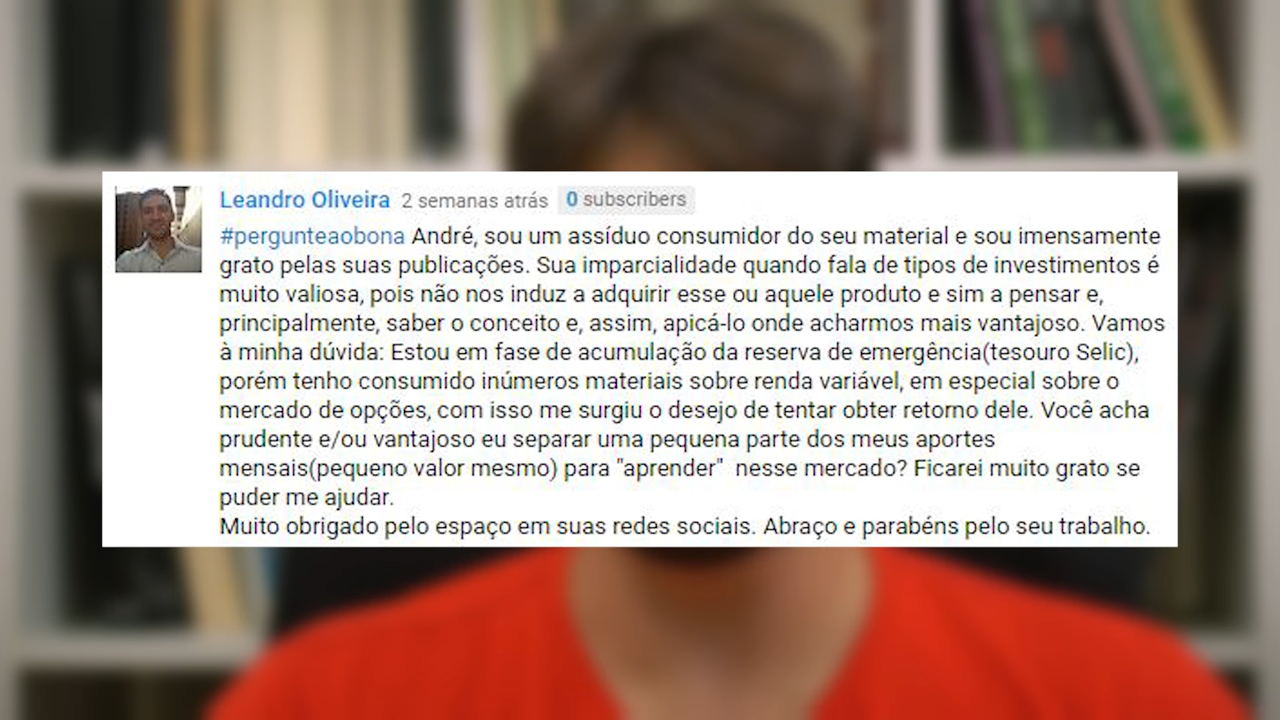 Leandro Oliveira 2 semanas atrás 0 subscribers
#pergunteaobona André, sou um assíduo consumidor do seu material e sou imensamente
grato pelas suas publicações. Sua imparcialidade quando fala de tipos de investimentos é
muito valiosa, pois não nos induz a adquirir esse ou aquele produto e sim a pensar e,
principalmente, saber o conceito e, assim, apicá-lo onde acharmos mais vantajoso. Vamos
à minha dúvida: Estou em fase de acumulação da reserva de emergência(tesouro Selic),
porém tenho consumido inúmeros materiais sobre renda variável, em especial sobre o
mercado de opções, com isso me surgiu o desejo de tentar obter retorno dele. Você acha
prudente e/ou vantajoso eu separar uma pequena parte dos meus aportes
mensais(pequeno valor mesmo) para "aprender"  nesse mercado? Ficarei muito grato se
puder me ajudar.
Muito obrigado pelo espaço em suas redes sociais. Abraço e parabéns pelo seu trabalho.